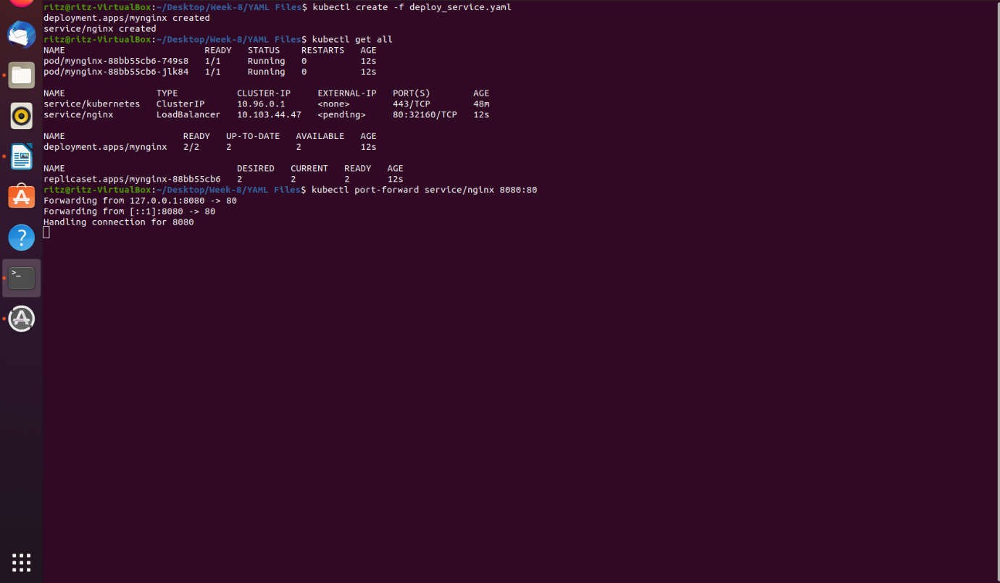 ritz@ritz-VirtualBox:~/Desktop/Week-8/YAML Files$ kubectl create -f deploy_service.yaml
deployment.apps/mynginx created
service/nginx created
ritz@ritz-VirtualBox:~/Desktop/Week-8/YAML Files$ kubectl get all
NAME                          READY   STATUS    RESTARTS   AGE
pod/mynginx-88bb55cb6-749s8   1/1     Running   0          12s
pod/mynginx-88bb55cb6-jlk84   1/1     Running   0          12s

NAME                 TYPE           CLUSTER-IP     EXTERNAL-IP   PORT(S)        AGE
service/kubernetes   ClusterIP      10.96.0.1      <none>        443/TCP        48m
service/nginx        LoadBalancer   10.103.44.47   <pending>     80:32160/TCP   12s

NAME                      READY   UP-TO-DATE   AVAILABLE   AGE
deployment.apps/mynginx   2/2     2            2           12s

NAME                                DESIRED   CURRENT   READY   AGE
replicaset.apps/mynginx-88bb55cb6   2         2         2       12s
ritz@ritz-VirtualBox:~/Desktop/Week-8/YAML Files$ kubectl port-forward service/nginx 8080:80
Forwarding from 127.0.0.1:8080 -> 80
Forwarding from [::1]:8080 -> 80
Handling connection for 8080